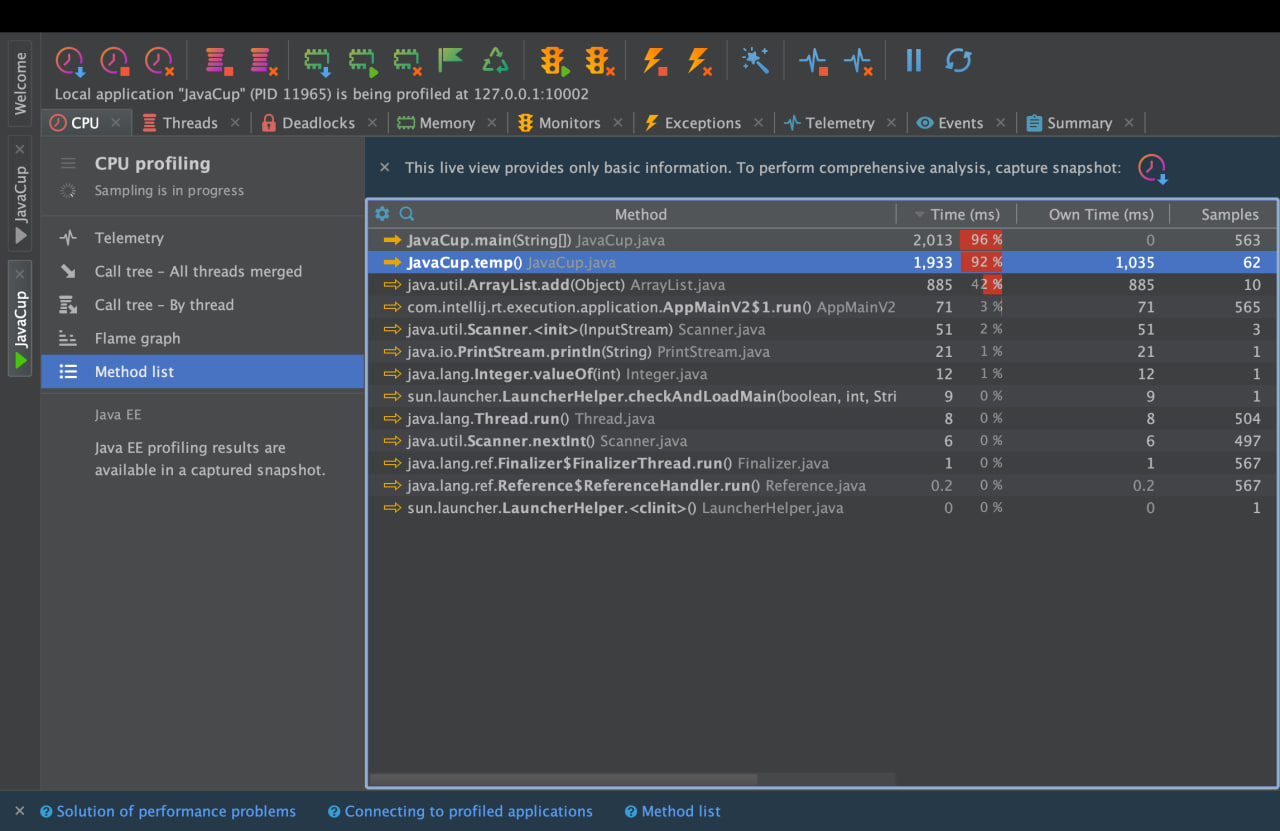 Local application "JavaCup" (PID 11965) is being profiled at 127.0.0.1:10002
Welcome
JavaCup
JavaCup
CPU
Threads
Deadlocks
Memory
Monitors
Exceptions
Telemetry
Events
Summary
CPU profiling
Sampling is in progress
Telemetry
Call tree – All threads merged
Call tree – By thread
Flame graph
Method list
Java EE
Java EE profiling results are
available in a captured snapshot.
This live view provides only basic information. To perform comprehensive analysis, capture snapshot:
Method Time (ms) Own Time (ms) Samples
JavaCup.main(String[]) JavaCup.java 2,013 96 % 0 563
JavaCup.temp() JavaCup.java 1,933 92 % 1,035 62
java.util.ArrayList.add(Object) ArrayList.java 885 42 % 885 10
com.intellij.rt.execution.application.AppMainV2$1.run() AppMainV2 71 3 % 71 565
java.util.Scanner.<init>(InputStream) Scanner.java 51 2 % 51 3
java.io.PrintStream.println(String) PrintStream.java 21 1 % 21 1
java.lang.Integer.valueOf(int) Integer.java 12 1 % 12 1
sun.launcher.LauncherHelper.checkAndLoadMain(boolean, int, Stri 9 0 % 9 1
java.lang.Thread.run() Thread.java 8 0 % 8 504
java.util.Scanner.nextInt() Scanner.java 6 0 % 6 497
java.lang.ref.Finalizer$FinalizerThread.run() Finalizer.java 1 0 % 1 567
java.lang.ref.Reference$ReferenceHandler.run() Reference.java 0.2 0 % 0.2 567
sun.launcher.LauncherHelper.<clinit>() LauncherHelper.java 0 0 % 0 1
Solution of performance problems
Connecting to profiled applications
Method list